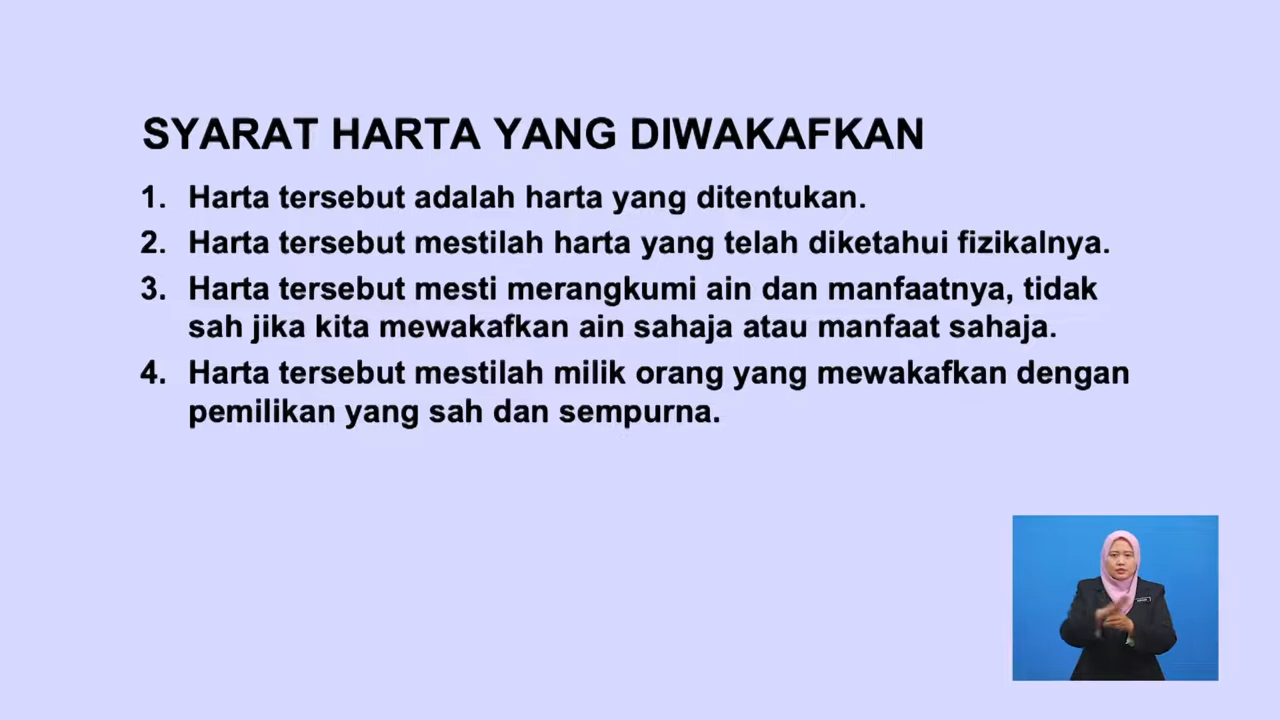 SYARAT HARTA YANG DIWAKAFKAN
1. Harta tersebut adalah harta yang ditentukan.
2. Harta tersebut mestilah harta yang telah diketahui fizikalnya.
3. Harta tersebut mesti merangkumi ain dan manfaatnya, tidak
sah jika kita mewakafkan ain sahaja atau manfaat sahaja.
4. Harta tersebut mestilah milik orang yang mewakafkan dengan
pemilikan yang sah dan sempurna.